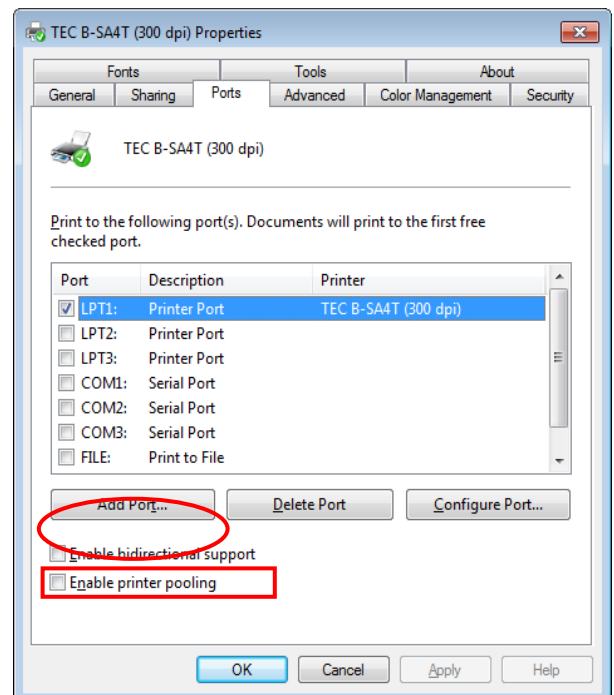 TEC B-SA4T (300 dpi) Properties
Fonts Tools About
General Sharing Ports Advanced Color Management Security
TEC B-SA4T (300 dpi)
Print to the following port(s). Documents will print to the first free
checked port.
Port Description Printer
LPT1: Printer Port TEC B-SA4T (300 dpi)
LPT2: Printer Port
LPT3: Printer Port
COM1: Serial Port
COM2: Serial Port
COM3: Serial Port
FILE: Print to File
Add Port... Delete Port Configure Port...
Enable bidirectional support
Enable printer pooling
OK Cancel Apply Help